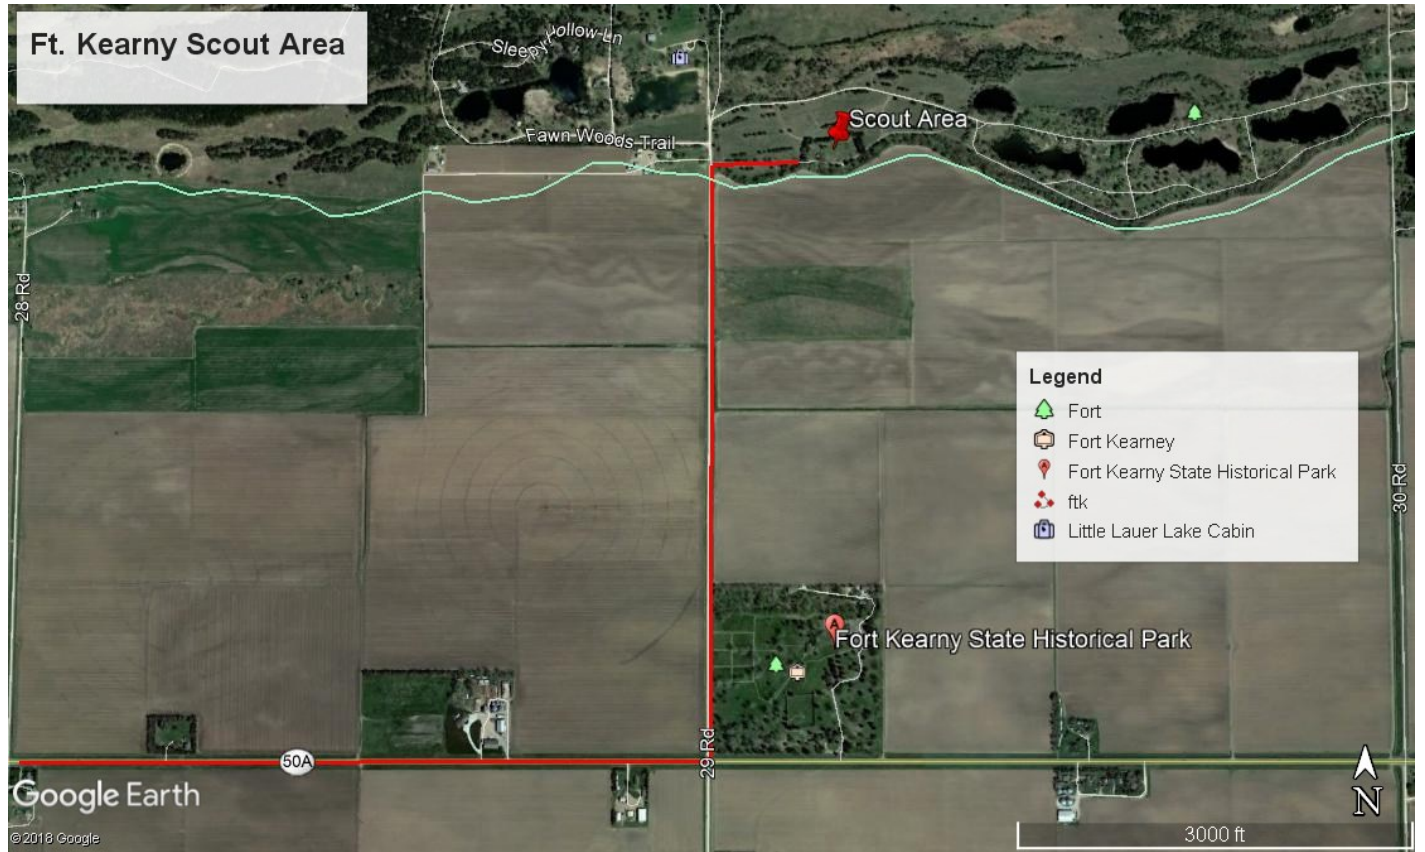 Ft. Kearny Scout Area
Sleepy Hollow Ln
Fawn Woods Trail
Scout Area
28-Rd
Legend
Fort
Fort Kearney
Fort Kearny State Historical Park
ftk
Little Lauer Lake Cabin
30-Rd
A
Fort Kearny State Historical Park
29-Rd
50A
Google Earth
N
©2018 Google
3000 ft